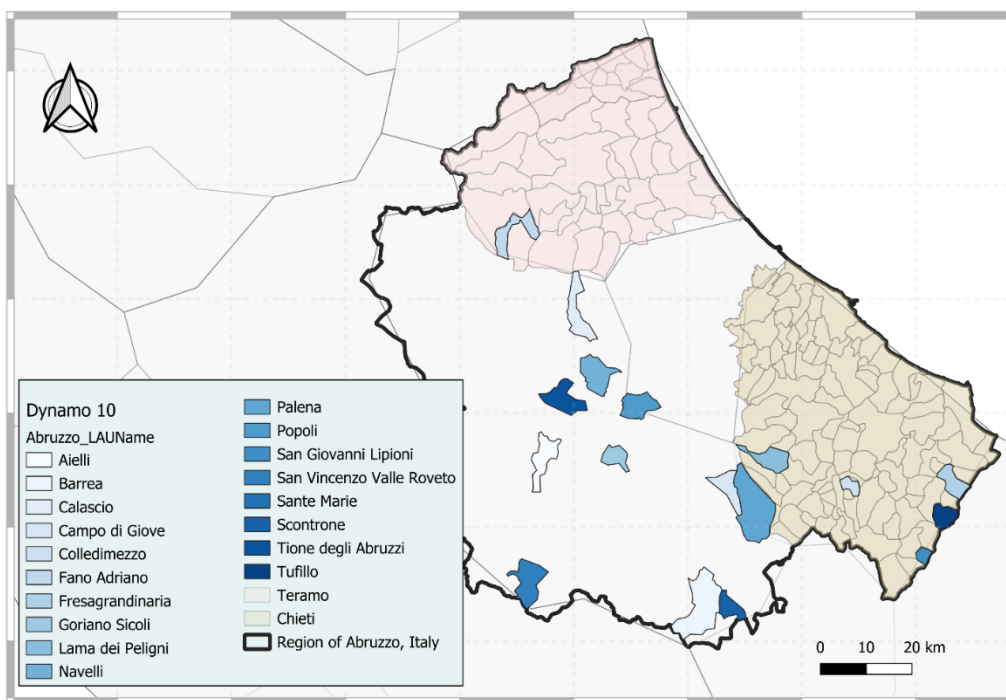 Dynamo 10
Abruzzo_LAUName
Aielli
Barrea
Calascio
Campo di Giove
Colledimezzo
Fano Adriano
Fresagrandinaria
Goriano Sicoli
Lama dei Peligni
Navelli
Palena
Popoli
San Giovanni Lipioni
San Vincenzo Valle Roveto
Sante Marie
Scontrone
Tione degli Abruzzi
Tufillo
Teramo
Chieti
Region of Abruzzo, Italy
0 10 20 km